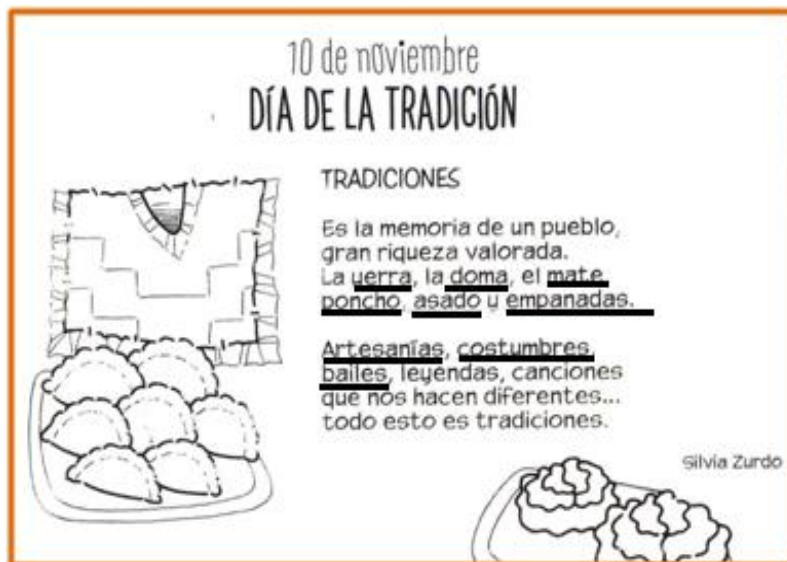 10 de noviembre
DÍA DE LA TRADICIÓN
TRADICIONES
Es la memoria de un pueblo,
gran riqueza valorada.
La yerra, la doma, el mate
poncho, asado y empanadas.
Artesanías, costumbres,
bailes, leyendas, canciones
que nos hacen diferentes...
todo esto es tradiciones.
Silvia Zurdo